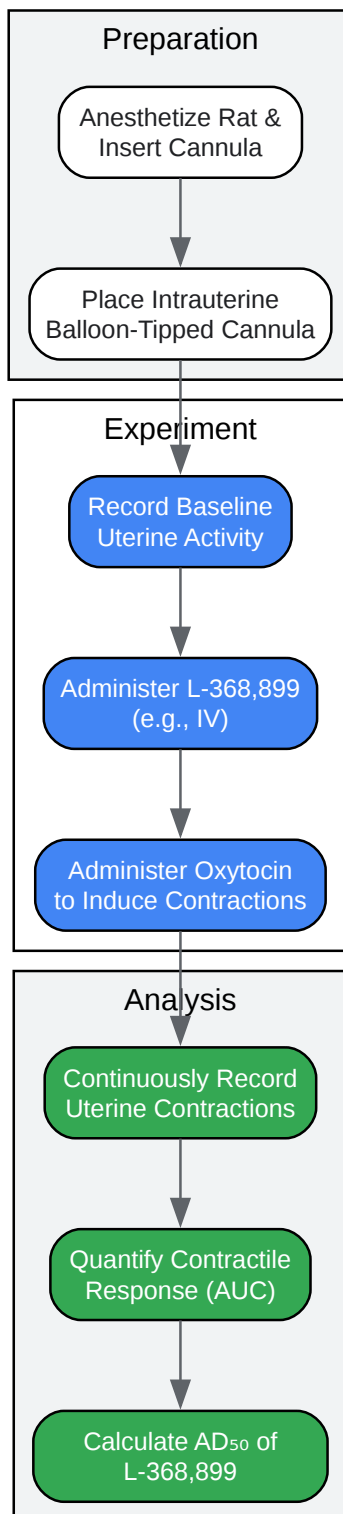 Preparation
Anesthetize Rat &
Insert Cannula
Place Intrauterine
Balloon-Tipped Cannula
Experiment
Record Baseline
Uterine Activity
Administer L-368,899
(e.g., IV)
Administer Oxytocin
to Induce Contractions
Analysis
Continuously Record
Uterine Contractions
Quantify Contractile
Response (AUC)
Calculate AD₅₀ of
L-368,899